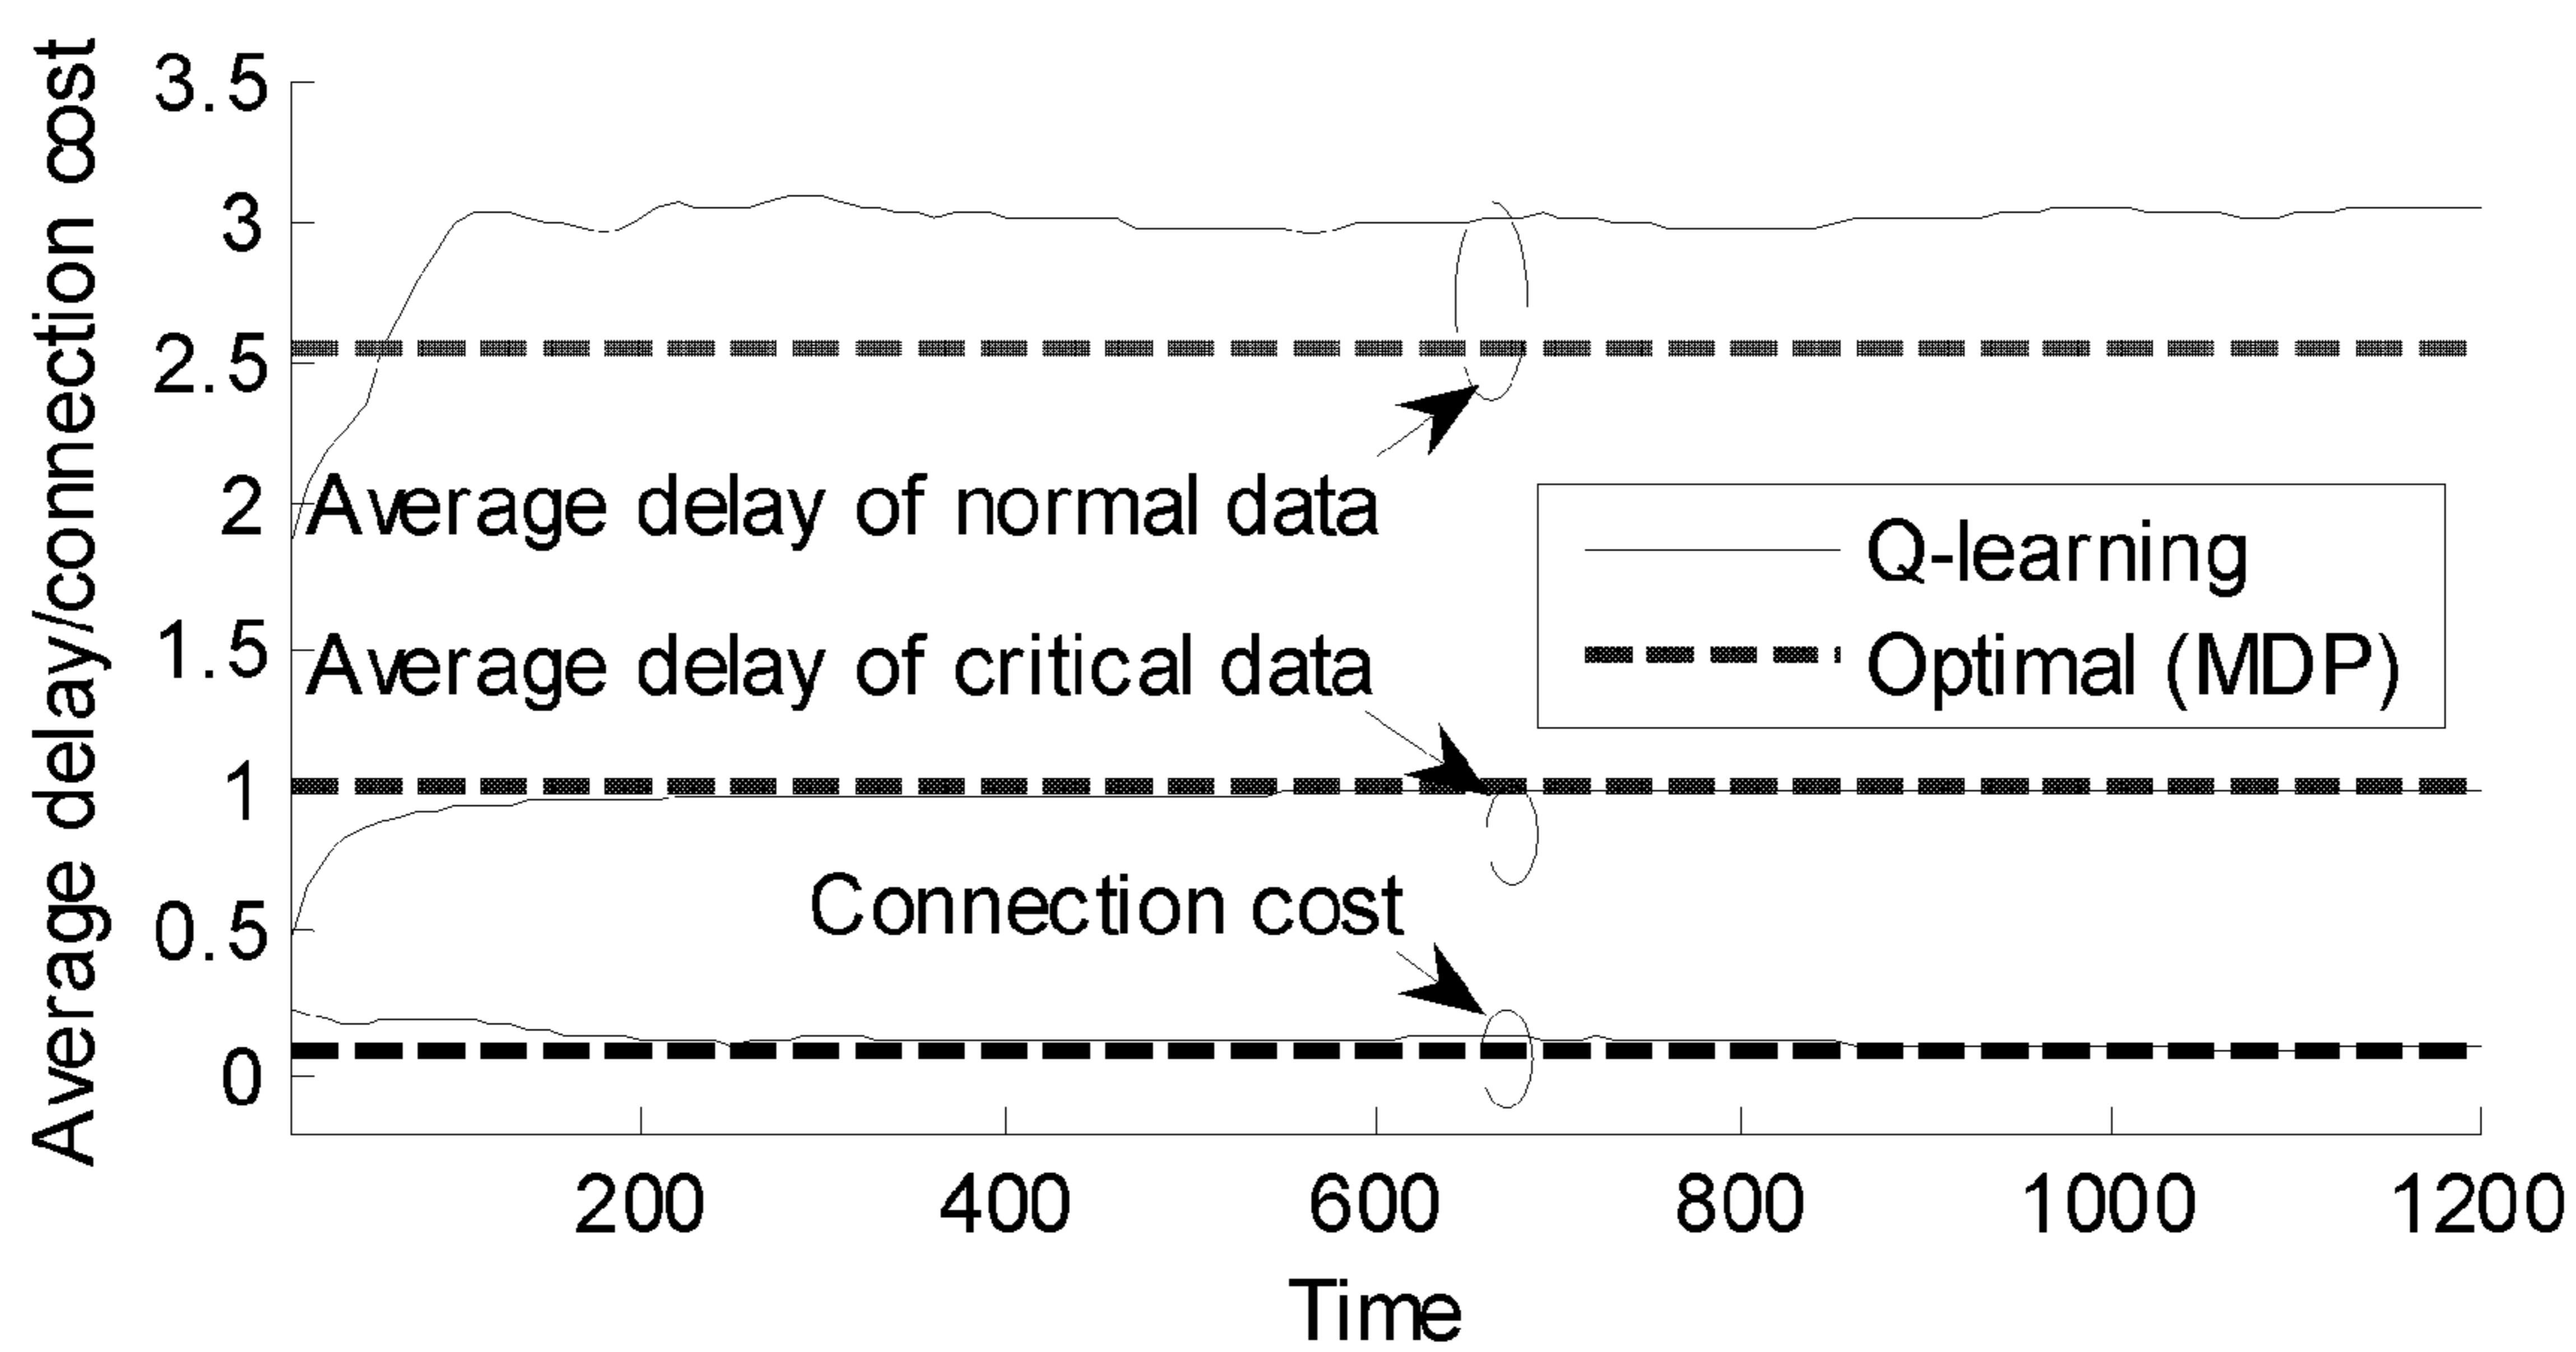 Average delay/connection cost
3.5
3
2.5
2
1.5
1
0.5
0
Average delay of normal data
Average delay of critical data
Connection cost
Q-learning
Optimal (MDP)
200 400 600 800 1000 1200
Time